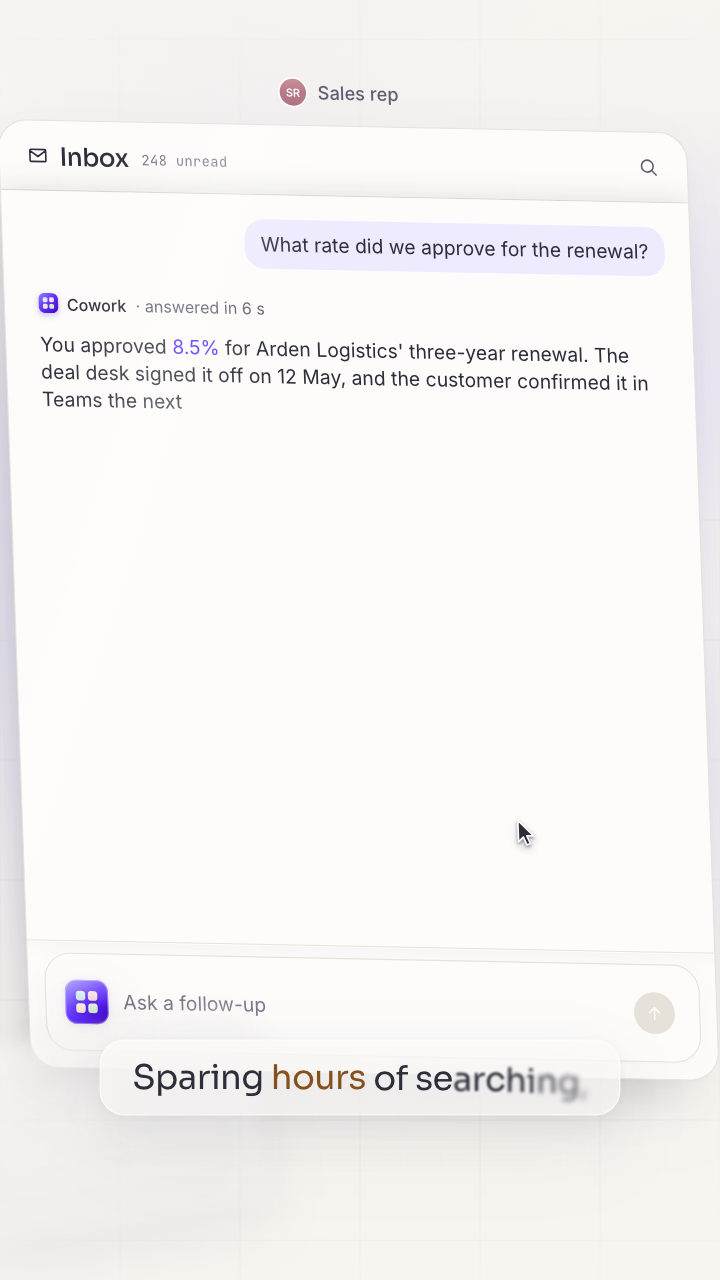 SR Sales rep
Inbox 248 unread
What rate did we approve for the renewal?
Cowork · answered in 6 s
You approved 8.5% for Arden Logistics' three-year renewal. The
deal desk signed it off on 12 May, and the customer confirmed it in
Teams the next
Ask a follow-up
Sparing hours of searching.